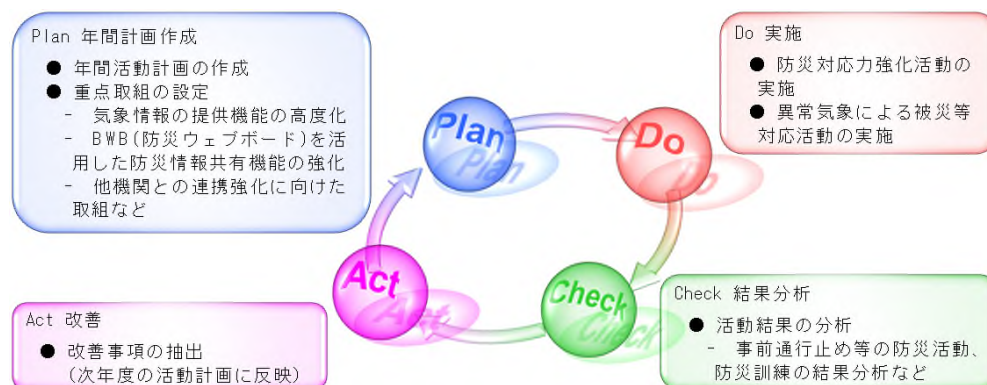 Plan 年間計画作成
● 年間活動計画の作成
● 重点取組の設定
- 気象情報の提供機能の高度化
- BWB(防災ウェブボード)を活
用した防災情報共有機能の強化
- 他機関との連携強化に向けた
取組など
Plan
Plan
Do
Do
Do 実施
● 防災対応力強化活動の
実施
● 異常気象による被災等
対応活動の実施
Act
Act
Check
Check
Act 改善
● 改善事項の抽出
(次年度の活動計画に反映)
Check 結果分析
● 活動結果の分析
- 事前通行止め等の防災活動、
防災訓練の結果分析など